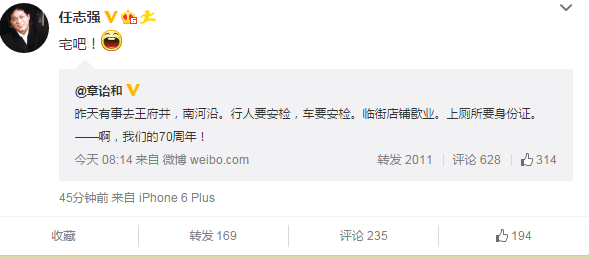 任志强
宅吧！
@章诒和
昨天有事去王府井，南河沿。行人要安检，车要安检。临街店铺歇业。上厕所要身份证。
——啊，我们的70周年！
今天 08:14 来自 微博 weibo.com 转发 2011 评论 628 314
45分钟前 来自 iPhone 6 Plus
收藏 转发 169 评论 235 194